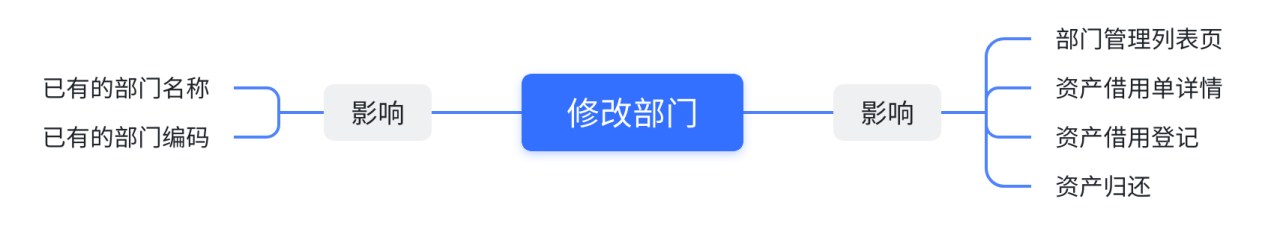 已有的部门名称
已有的部门编码
影响
修改部门
影响
部门管理列表页
资产借用单详情
资产借用登记
资产归还